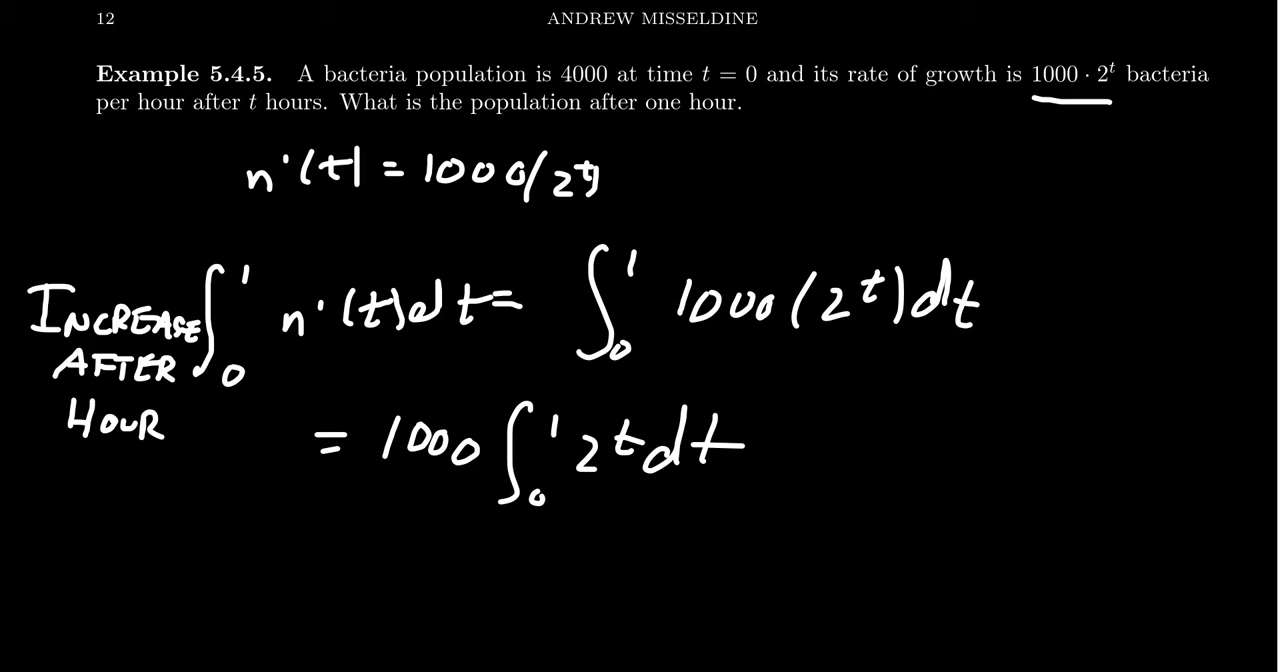 12 ANDREW MISSELDINE
Example 5.4.5. A bacteria population is 4000 at time t = 0 and its rate of growth is 1000 · 2^t bacteria
per hour after t hours. What is the population after one hour.
n'(t) = 1000(2^t)
INCREASE AFTER HOUR ∫_0^1 n'(t)dt = ∫_0^1 1000(2^t)dt
= 1000 ∫_0^1 2^t dt